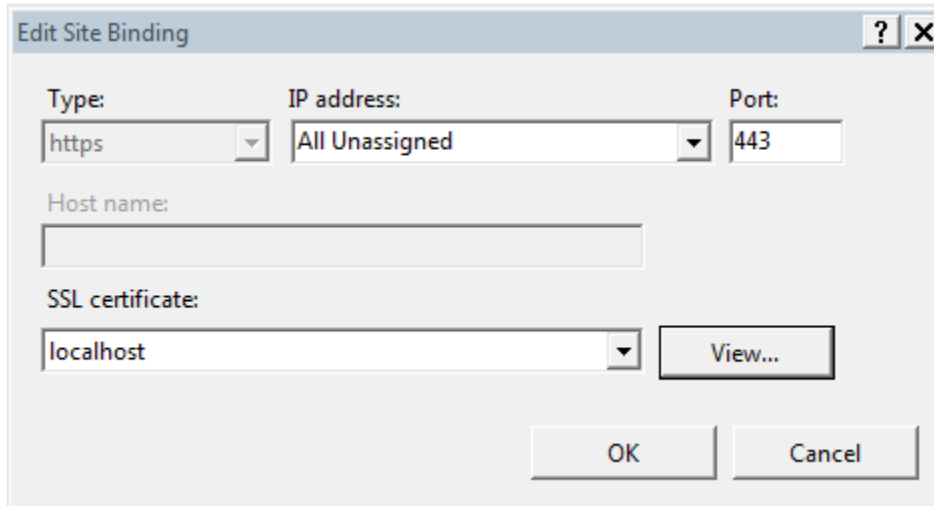 Edit Site Binding
?
Type: IP address: Port:
https All Unassigned 443
Host name:
SSL certificate:
localhost View...
OK Cancel